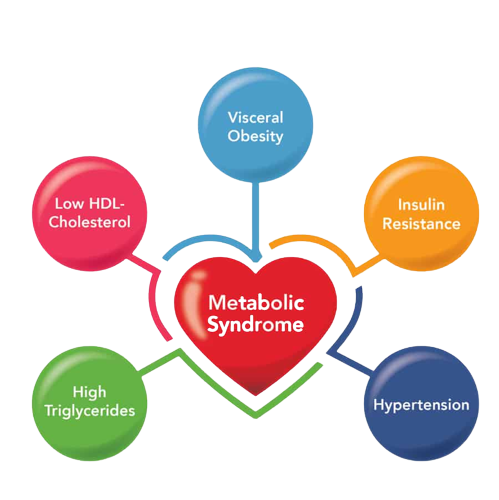 Visceral
Obesity
Low HDL-
Cholesterol
Insulin
Resistance
Metabolic
Syndrome
High
Triglycerides
Hypertension